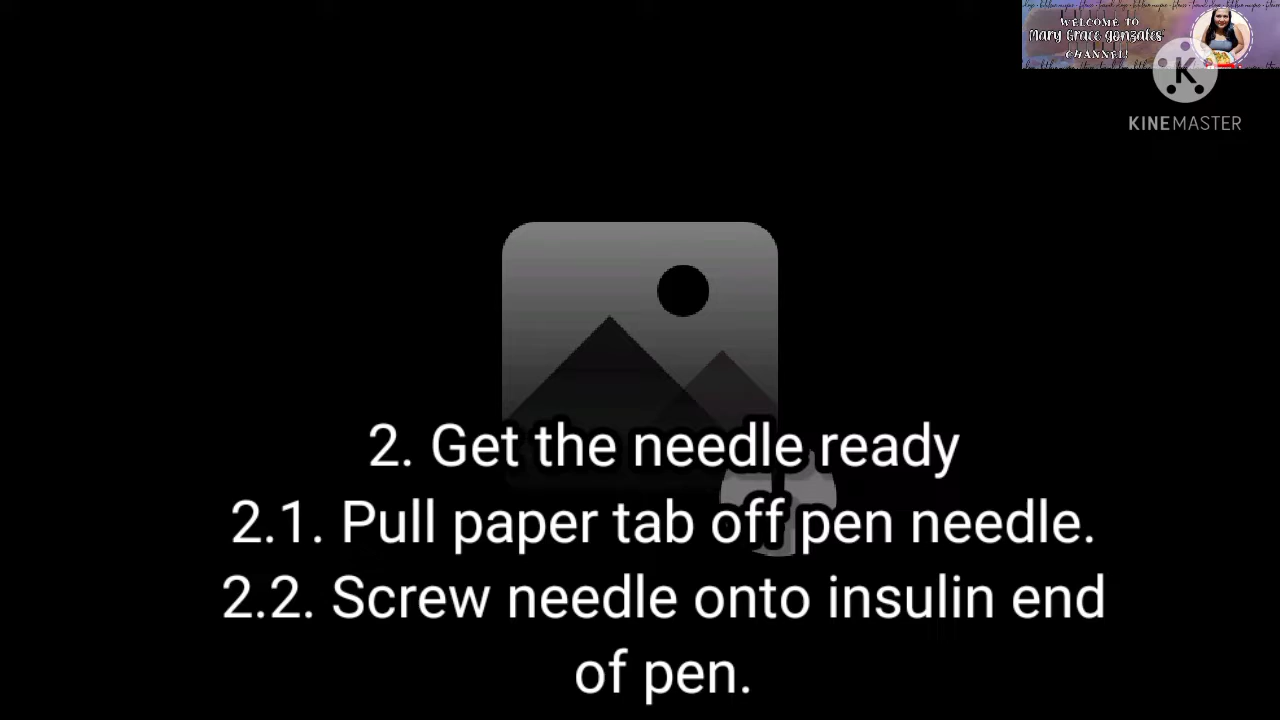 WELCOME TO
Mary Grace Gonzales'
CHANNEL!
KINEMASTER
2. Get the needle ready
2.1. Pull paper tab off pen needle.
2.2. Screw needle onto insulin end
of pen.